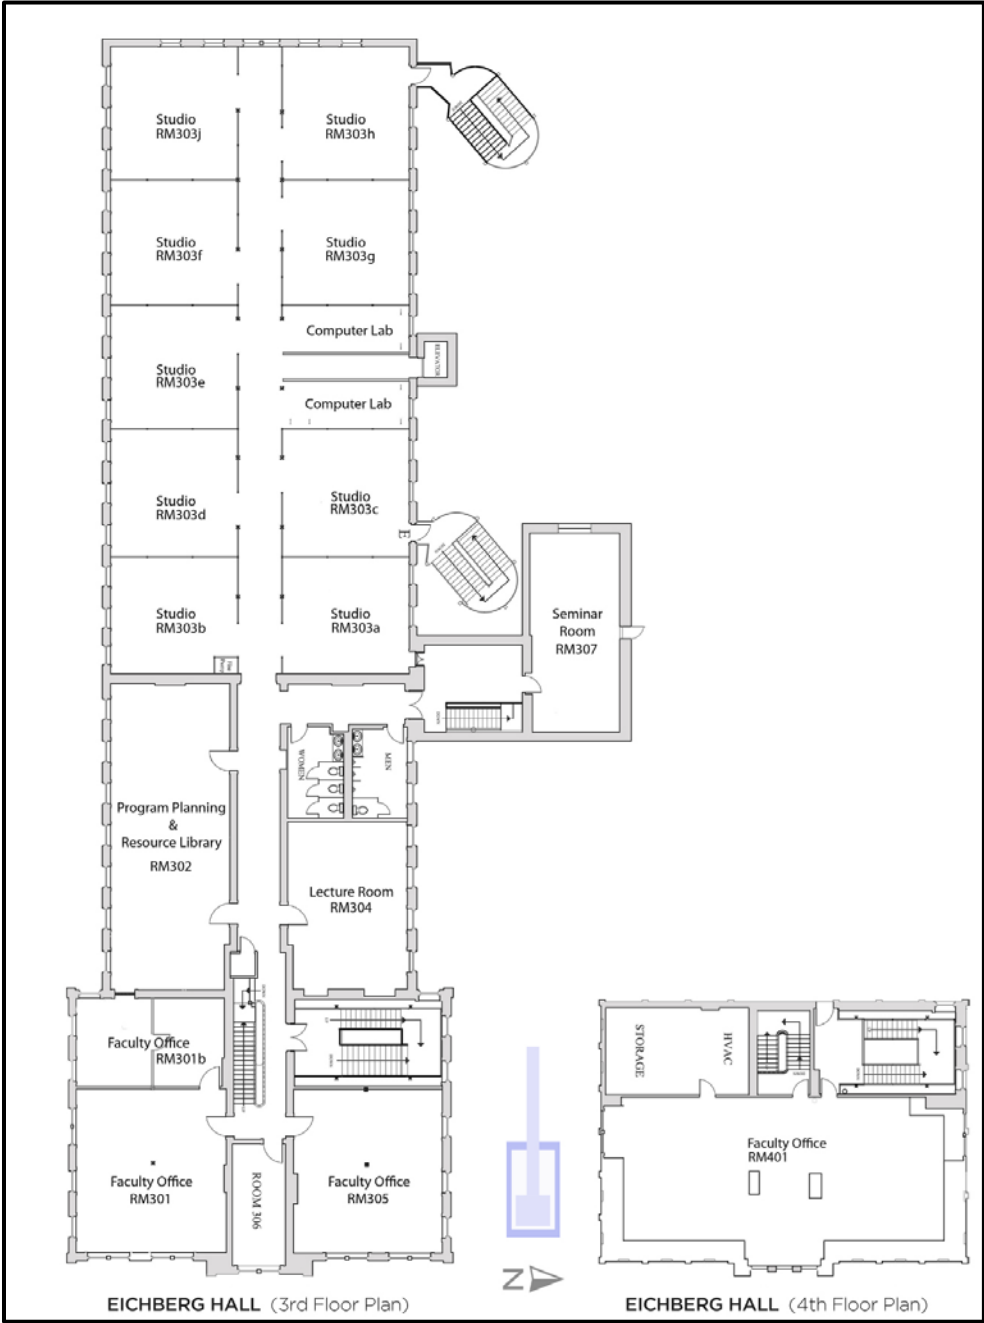 Studio
RM303j
Studio
RM303h
Studio
RM303f
Studio
RM303g
Computer Lab
ELEVATOR
Studio
RM303e
Computer Lab
Studio
RM303d
Studio
RM303c
Studio
RM303b
Studio
RM303a
Seminar
Room
RM307
DOWN
WOMEN
MEN
Program Planning
&
Resource Library
RM302
Lecture Room
RM304
Faculty Office
RM301b
STORAGE
HVAC
Faculty Office
RM401
Faculty Office
RM301
ROOM 306
Faculty Office
RM305
Z
EICHBERG HALL (3rd Floor Plan)
EICHBERG HALL (4th Floor Plan)